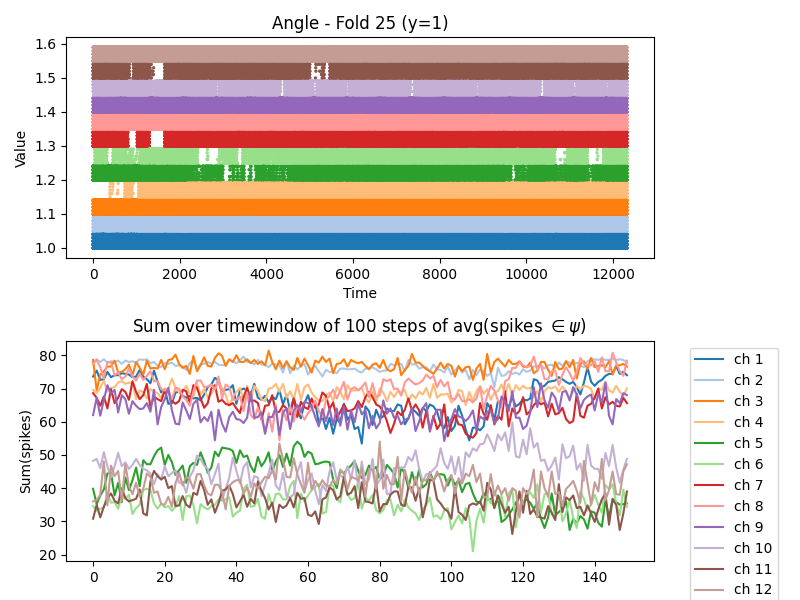 Angle - Fold 25 (y=1)
Value
1.6
1.5
1.4
1.3
1.2
1.1
1.0
0 2000 4000 6000 8000 10000 12000
Time
Sum over timewindow of 100 steps of avg(spikes ∈ ψ)
Sum(spikes)
80
70
60
50
40
30
20
0 20 40 60 80 100 120 140
ch 1
ch 2
ch 3
ch 4
ch 5
ch 6
ch 7
ch 8
ch 9
ch 10
ch 11
ch 12